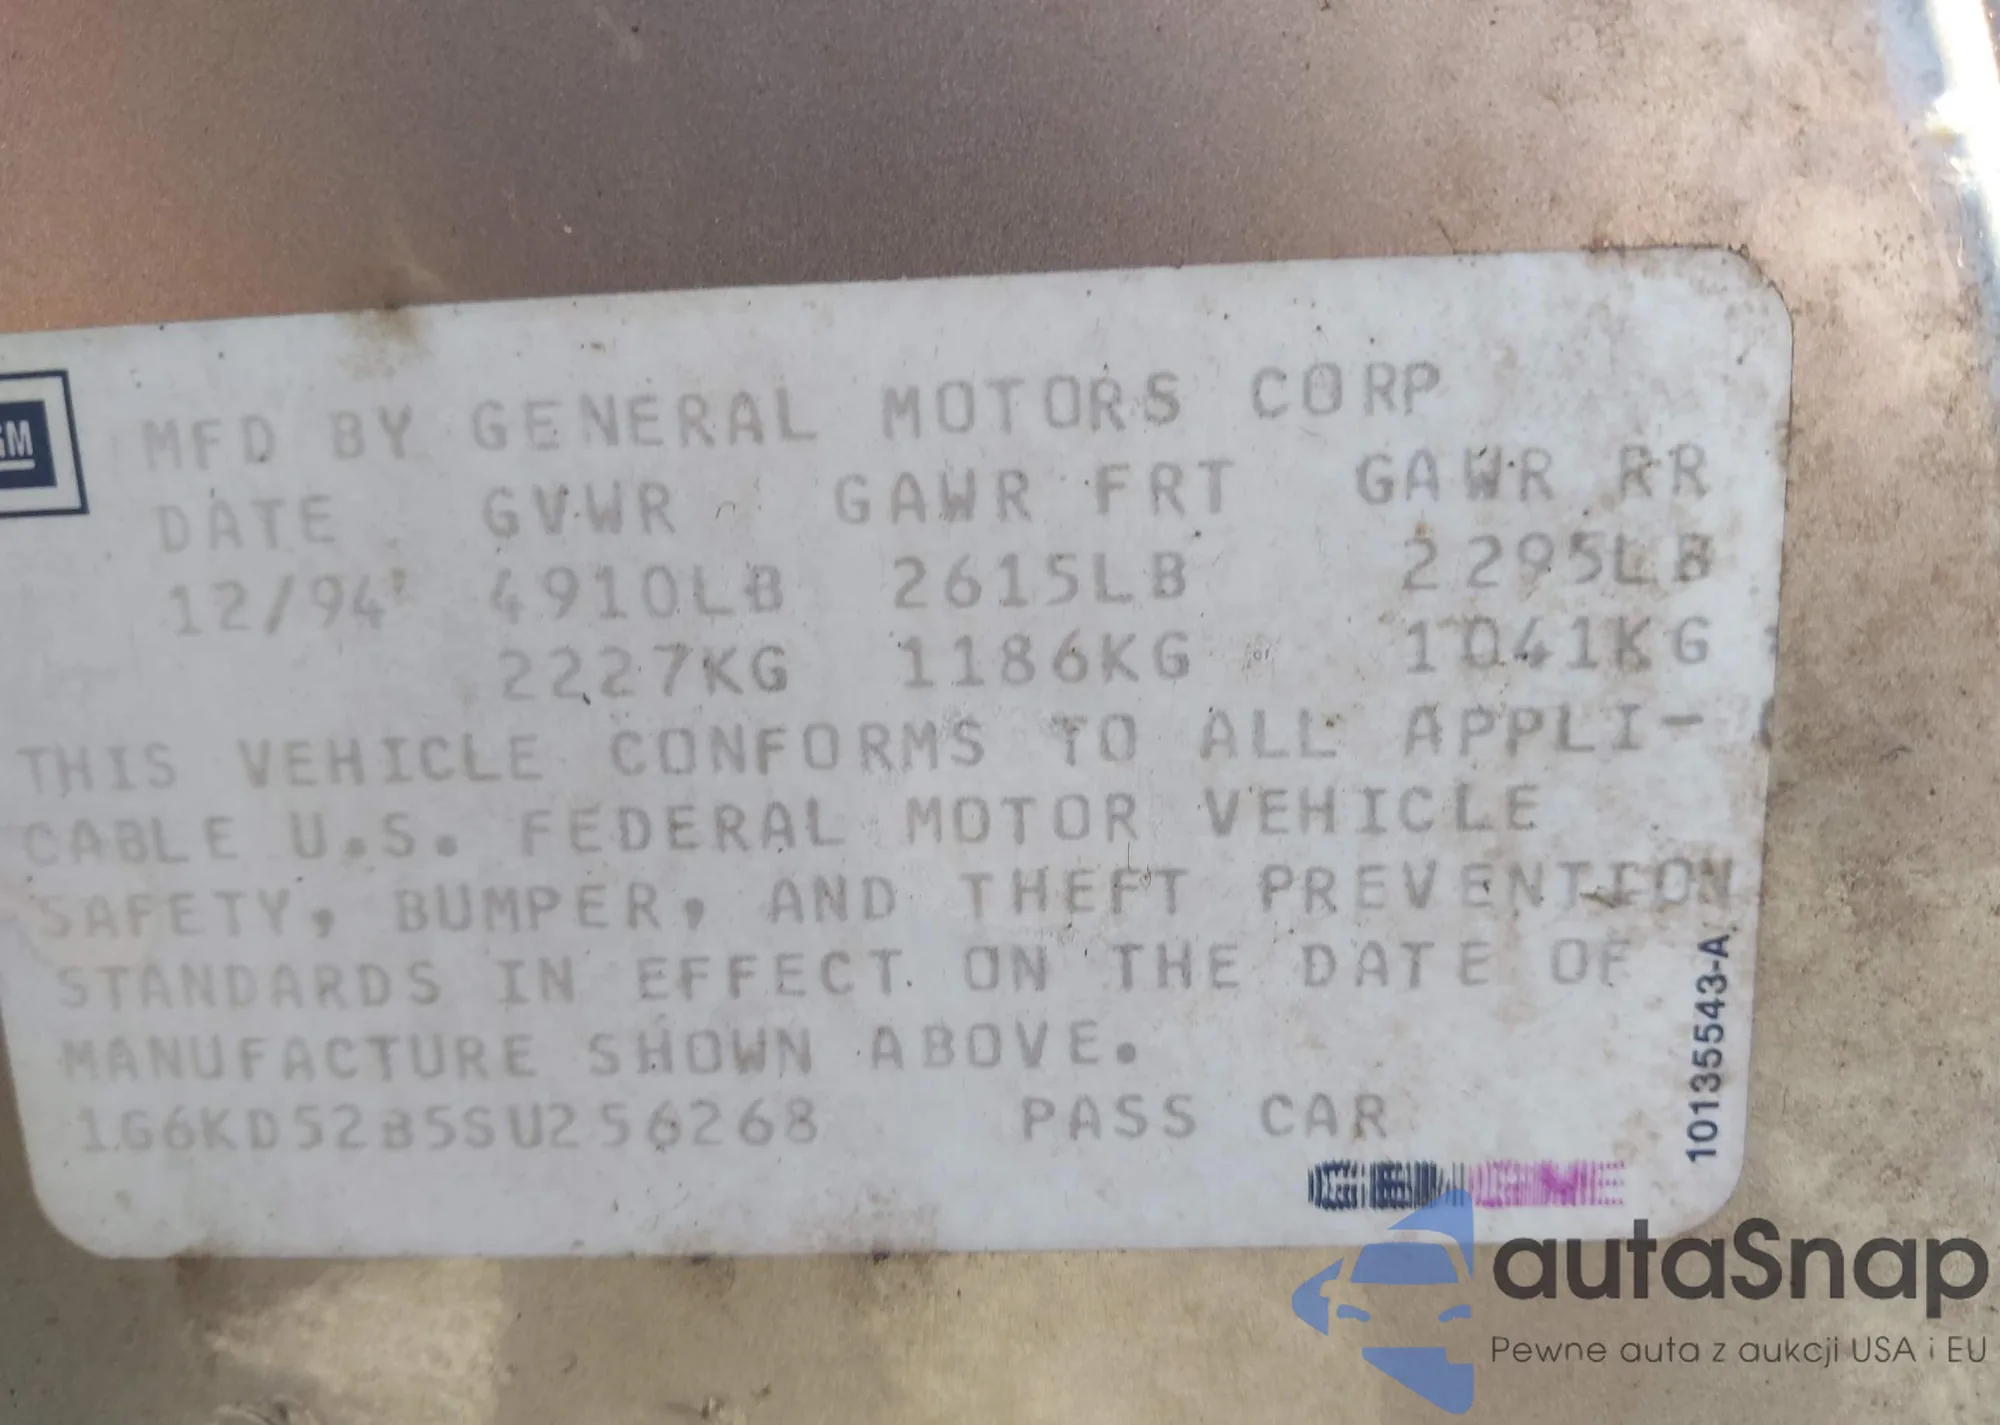 GM
MFD BY GENERAL MOTORS CORP
DATE GVWR GAWR FRT GAWR RR
12/94 4910LB 2615LB 2295LB
2227KG 1186KG 1041KG
THIS VEHICLE CONFORMS TO ALL APPLI-
CABLE U.S. FEDERAL MOTOR VEHICLE
SAFETY, BUMPER, AND THEFT PREVENTION
STANDARDS IN EFFECT ON THE DATE OF
MANUFACTURE SHOWN ABOVE.
1G6KD52B5SU256268 PASS CAR
10135543-A
autaSnap
Pewne auta z aukcji USA i EU